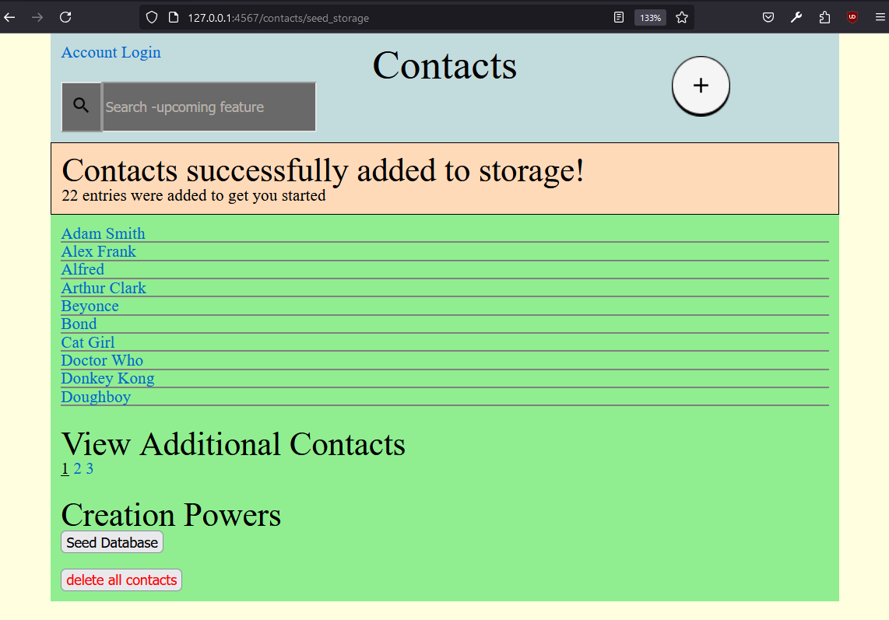 127.0.0.1:4567/contacts/seed_storage
133%
Account Login
Contacts
+
Search -upcoming feature
Contacts successfully added to storage!
22 entries were added to get you started
Adam Smith
Alex Frank
Alfred
Arthur Clark
Beyonce
Bond
Cat Girl
Doctor Who
Donkey Kong
Doughboy
View Additional Contacts
1 2 3
Creation Powers
Seed Database
delete all contacts